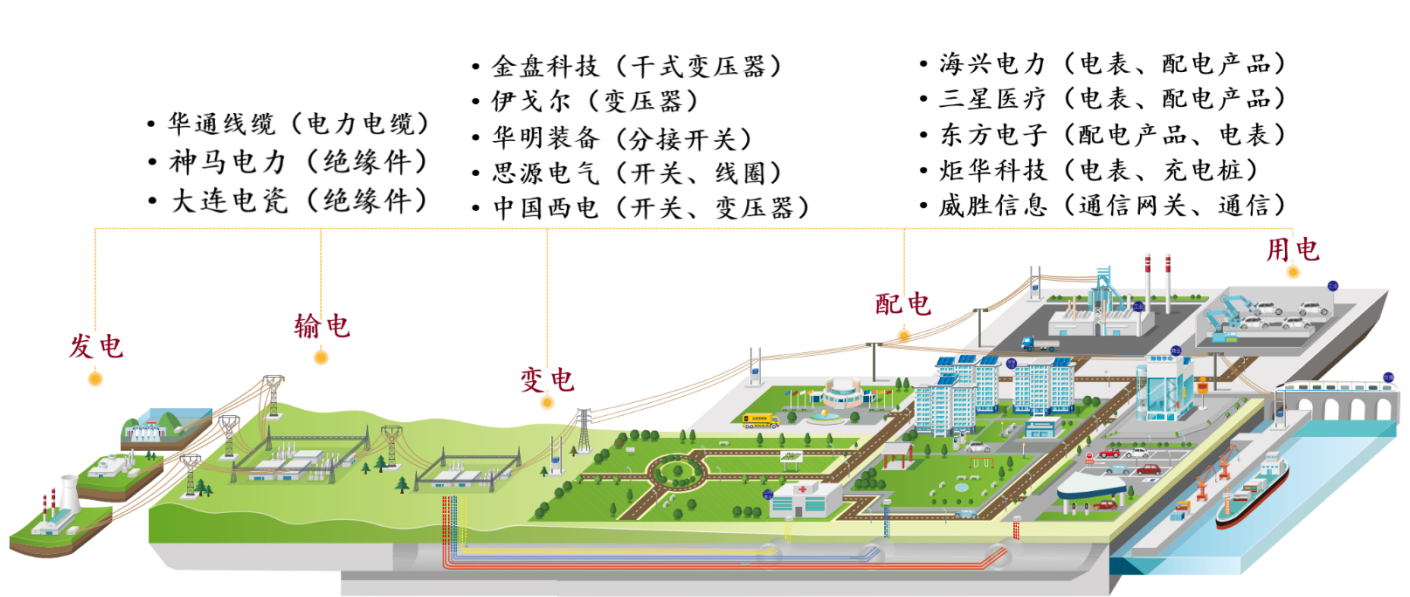 • 华通线缆（电力电缆）
• 神马电力（绝缘件）
• 大连电瓷（绝缘件）
• 金盘科技（干式变压器）
• 伊戈尔（变压器）
• 华明装备（分接开关）
• 思源电气（开关、线圈）
• 中国西电（开关、变压器）
• 海兴电力（电表、配电产品）
• 三星医疗（电表、配电产品）
• 东方电子（配电产品、电表）
• 炬华科技（电表、充电桩）
• 威胜信息（通信网关、通信）
发电
输电
变电
配电
用电